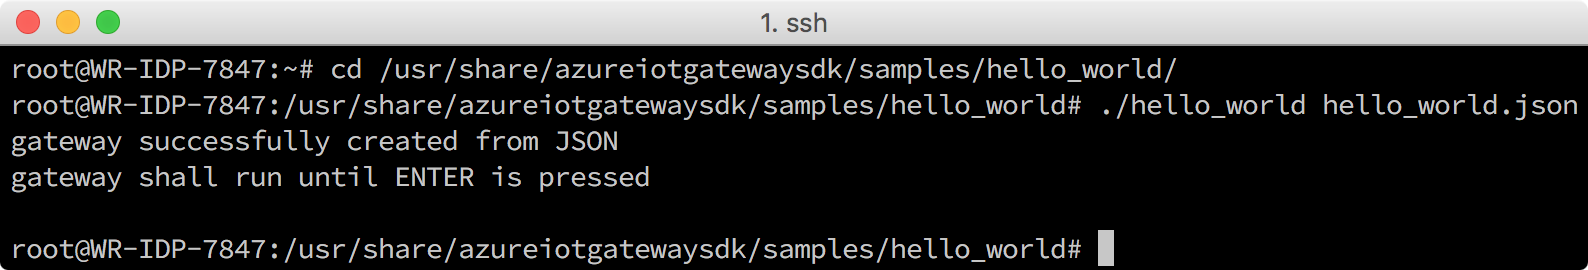 1. ssh
root@WR-IDP-7847:~# cd /usr/share/azureiotgatewaysdk/samples/hello_world/
root@WR-IDP-7847:/usr/share/azureiotgatewaysdk/samples/hello_world# ./hello_world hello_world.json
gateway successfully created from JSON
gateway shall run until ENTER is pressed
root@WR-IDP-7847:/usr/share/azureiotgatewaysdk/samples/hello_world#